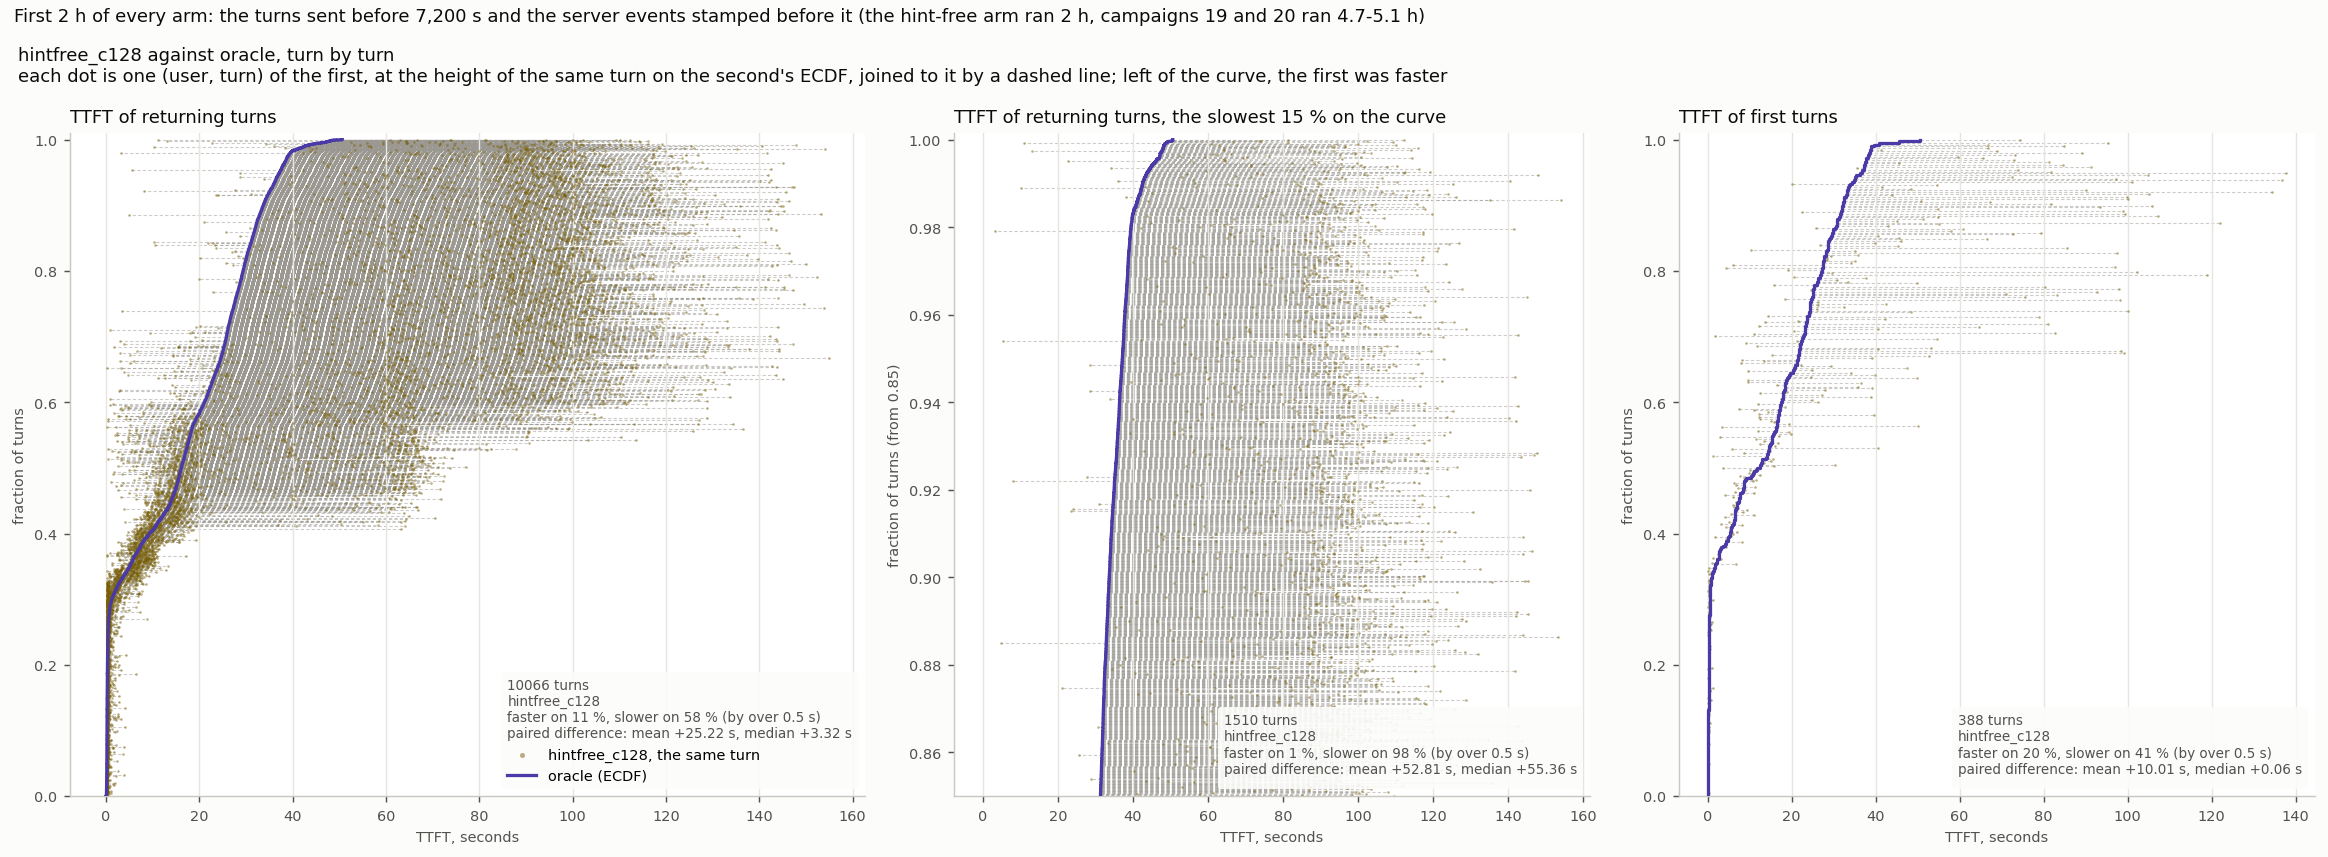 First 2 h of every arm: the turns sent before 7,200 s and the server events stamped before it (the hint-free arm ran 2 h, campaigns 19 and 20 ran 4.7-5.1 h)
hintfree_c128 against oracle, turn by turn
each dot is one (user, turn) of the first, at the height of the same turn on the second's ECDF, joined to it by a dashed line; left of the curve, the first was faster
TTFT of returning turns
1.0
0.8
0.6
0.4
0.2
0.0
fraction of turns
0 20 40 60 80 100 120 140 160
TTFT, seconds
10066 turns
hintfree_c128
faster on 11 %, slower on 58 % (by over 0.5 s)
paired difference: mean +25.22 s, median +3.32 s
hintfree_c128, the same turn
oracle (ECDF)
TTFT of returning turns, the slowest 15 % on the curve
1.00
0.98
0.96
0.94
0.92
0.90
0.88
0.86
fraction of turns (from 0.85)
0 20 40 60 80 100 120 140 160
TTFT, seconds
1510 turns
hintfree_c128
faster on 1 %, slower on 98 % (by over 0.5 s)
paired difference: mean +52.81 s, median +55.36 s
TTFT of first turns
1.0
0.8
0.6
0.4
0.2
0.0
fraction of turns
0 20 40 60 80 100 120 140
TTFT, seconds
388 turns
hintfree_c128
faster on 20 %, slower on 41 % (by over 0.5 s)
paired difference: mean +10.01 s, median +0.06 s